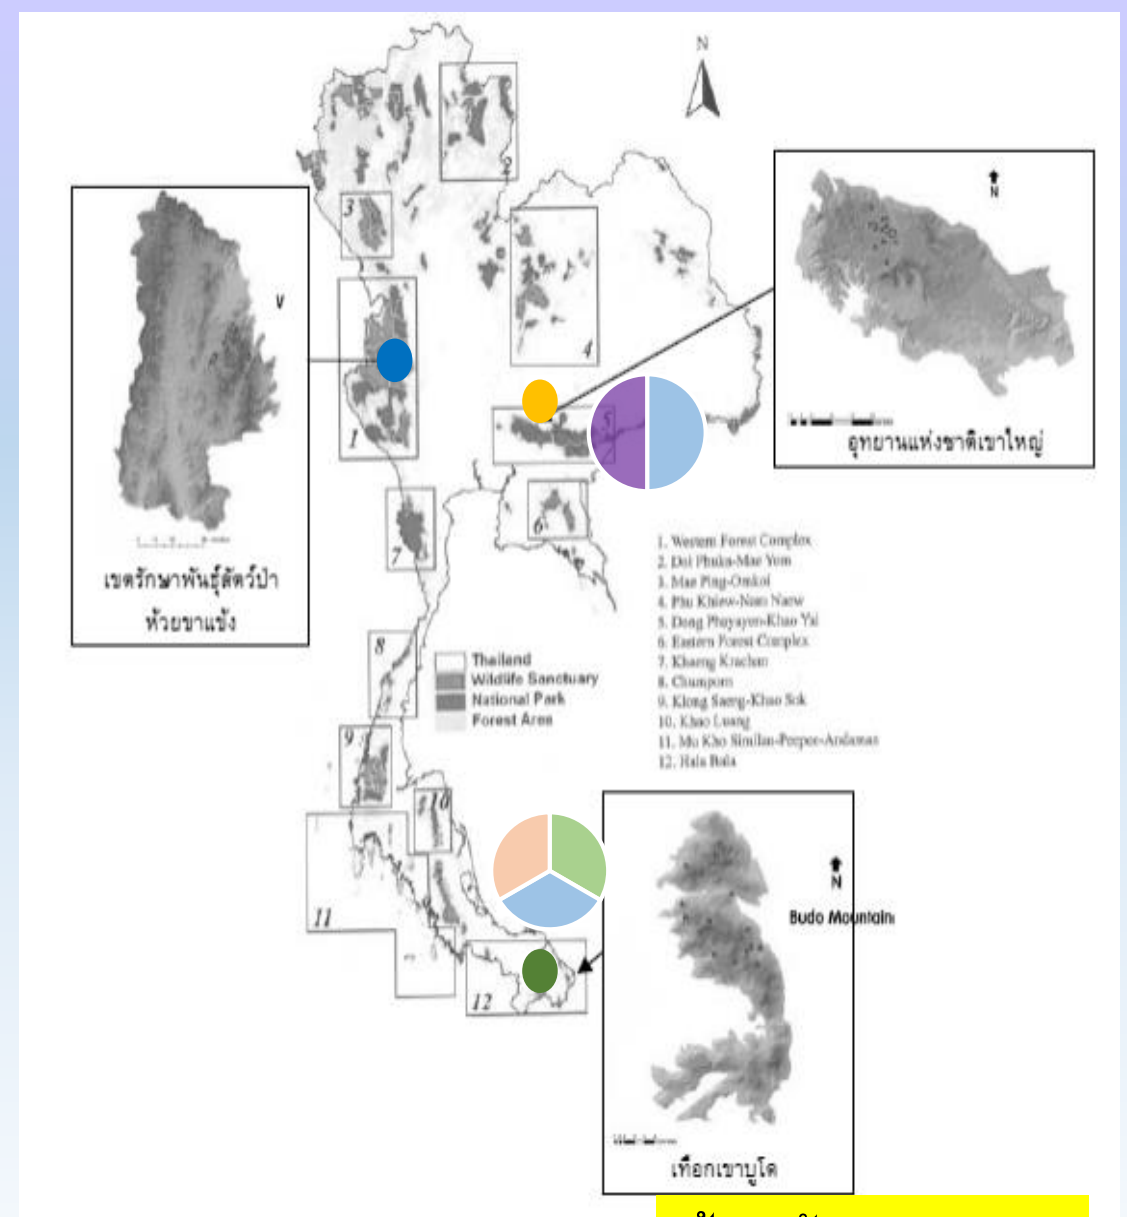 N
2
3
4
1
5
6
7
8
9
10
11
12
N
อุทยานแห่งชาติเขาใหญ่
เขตรักษาพันธุ์สัตว์ป่า
ห้วยขาแข้ง
1. Western Forest Complex
2. Doi Phuka-Mae Yom
3. Mae Ping-Omkoi
4. Phu Khiew-Nam Naew
5. Dong Phayayen-Khao Yai
6. Eastern Forest Complex
7. Khaeng Krachan
8. Chumporn
9. Klong Saeng-Khao Sok
10. Khao Luang
11. Mu Kho Similan-Peepee-Andaman
12. Hala Bala
Thailand
Wildlife Sanctuary
National Park
Forest Area
N
Budo Mountain
เทือกเขาบูโด